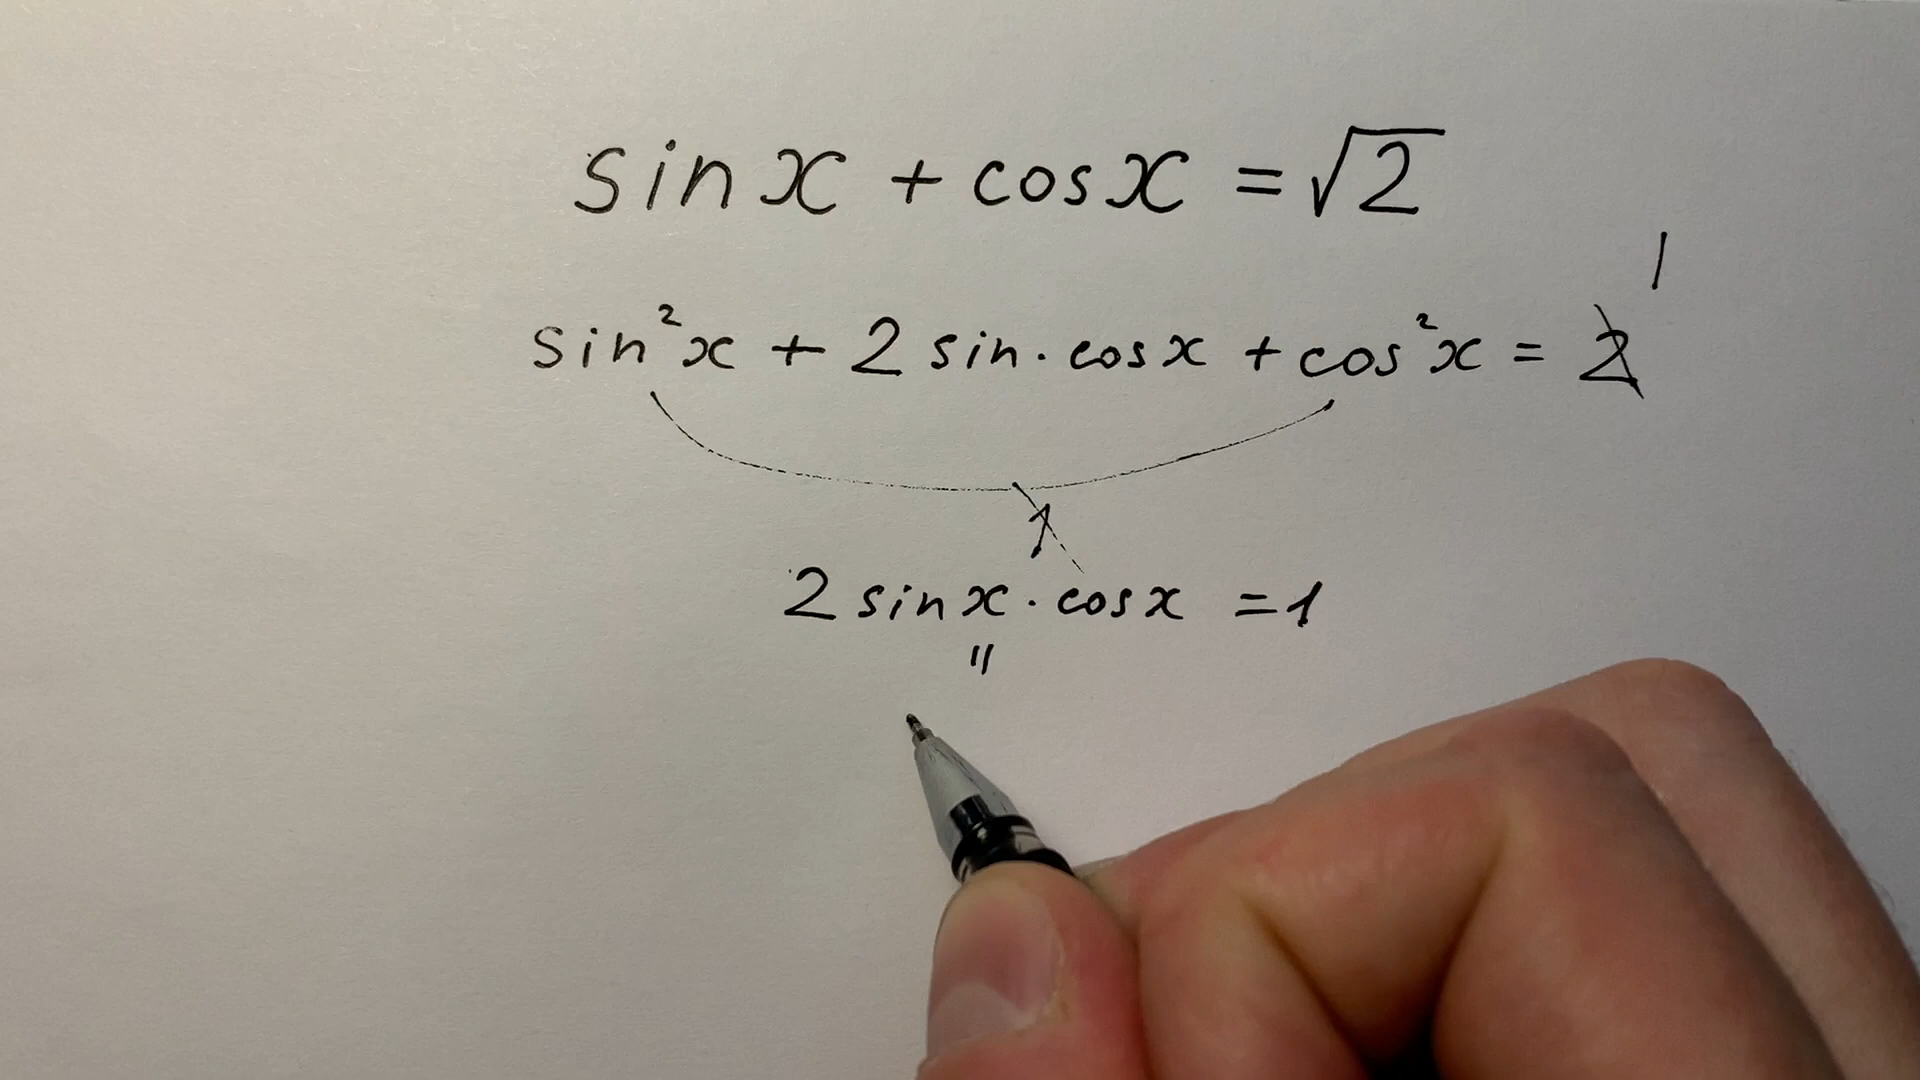 sin x + cos x = √2
1
sin²x + 2 sin · cos x + cos²x = 2
1
2 sin x · cos x = 1
"